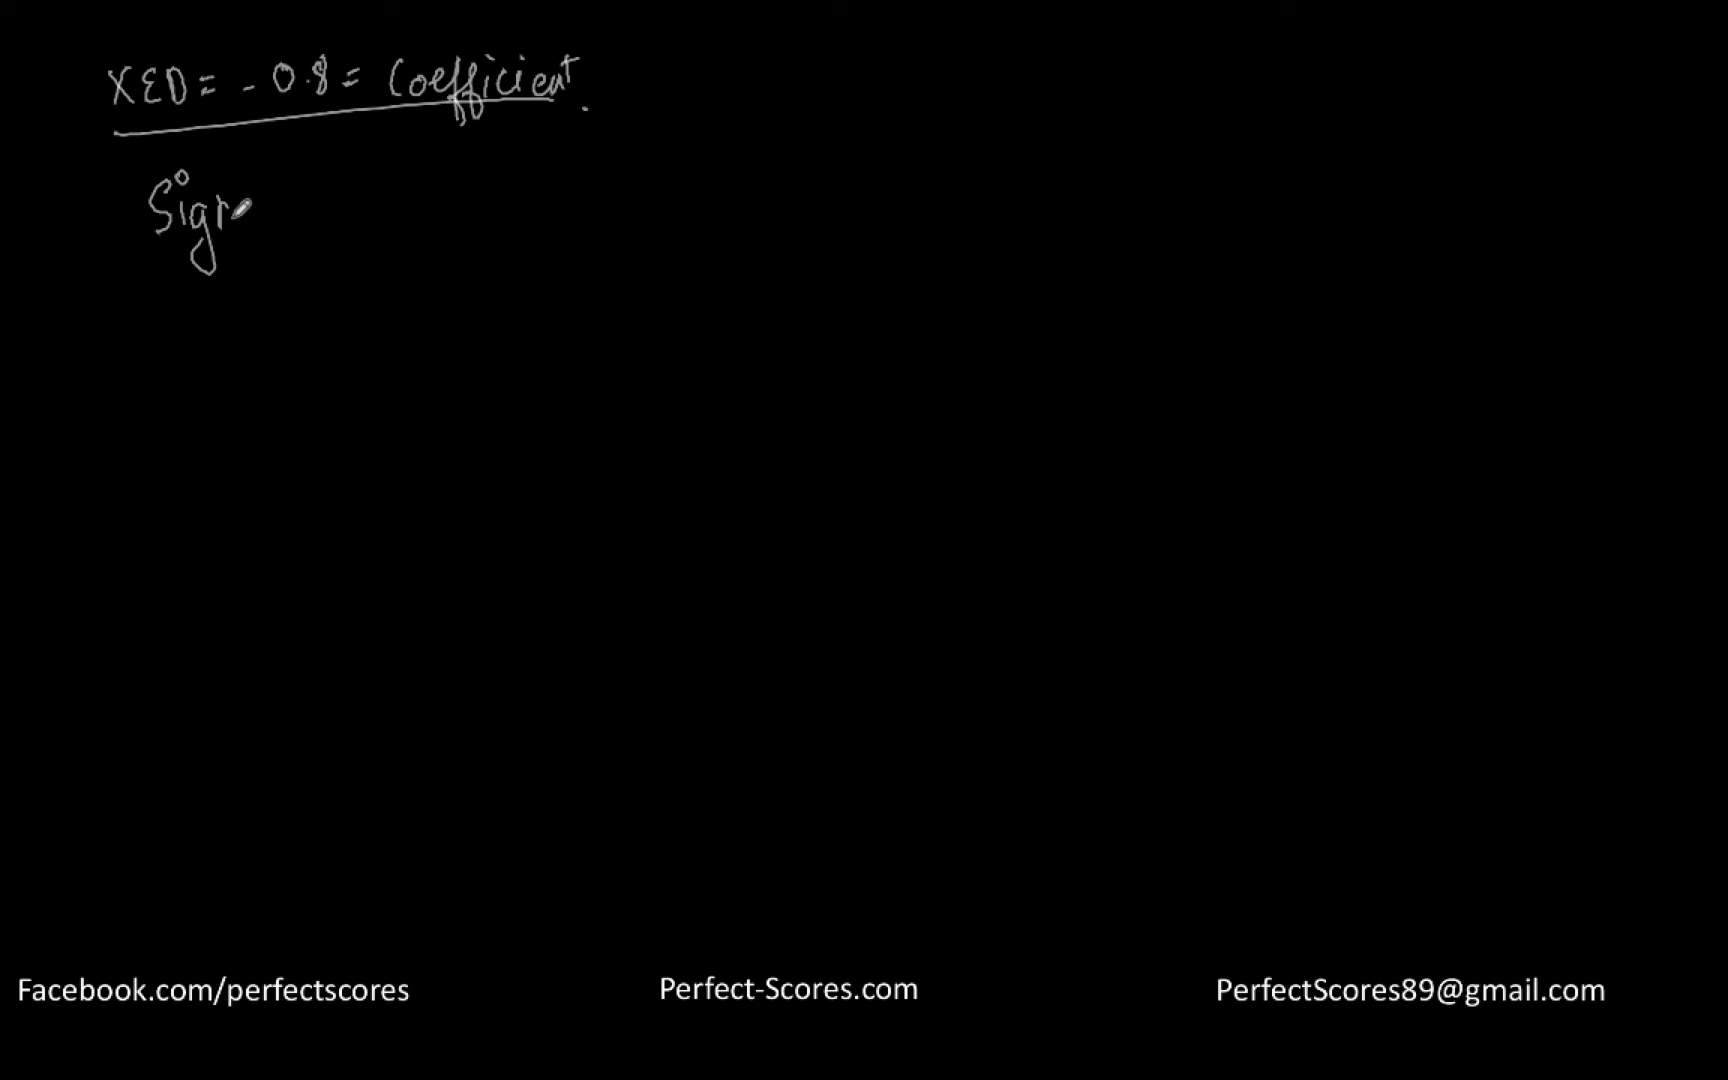 XED = - 0.8 = Coefficient.
Sign
Facebook.com/perfectscores
Perfect-Scores.com
PerfectScores89@gmail.com